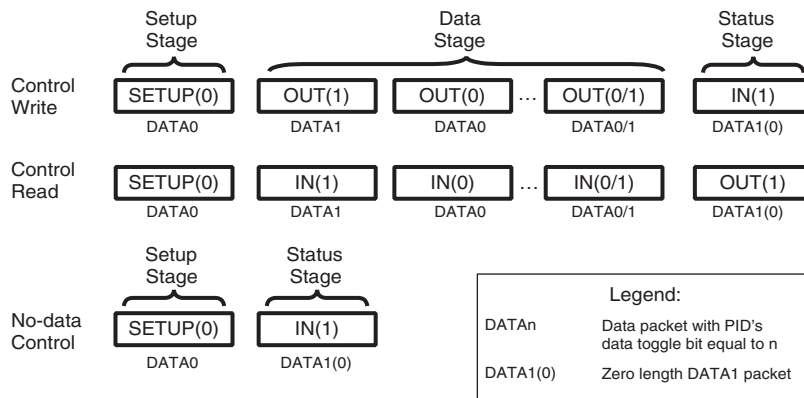 Setup Stage
Data Stage
Status Stage
Control Write
SETUP(0)
OUT(1)
OUT(0)
...
OUT(0/1)
IN(1)
DATA0
DATA1
DATA0
DATA0/1
DATA1(0)
Control Read
SETUP(0)
IN(1)
IN(0)
...
IN(0/1)
OUT(1)
DATA0
DATA1
DATA0
DATA0/1
DATA1(0)
Setup Stage
Status Stage
No-data Control
SETUP(0)
IN(1)
DATA0
DATA1(0)
Legend:
DATAn
Data packet with PID's
data toggle bit equal to n
DATA1(0)
Zero length DATA1 packet